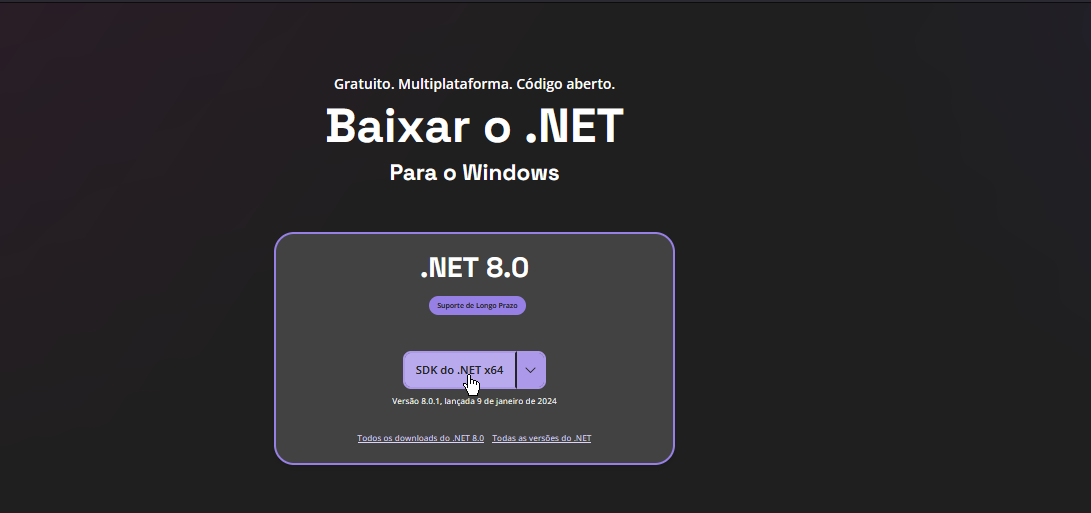 Gratuito. Multiplataforma. Código aberto.
Baixar o .NET
Para o Windows
.NET 8.0
Suporte de Longo Prazo
SDK do .NET x64
Versão 8.0.1, lançada 9 de janeiro de 2024
Todos os downloads do .NET 8.0 Todas as versões do .NET